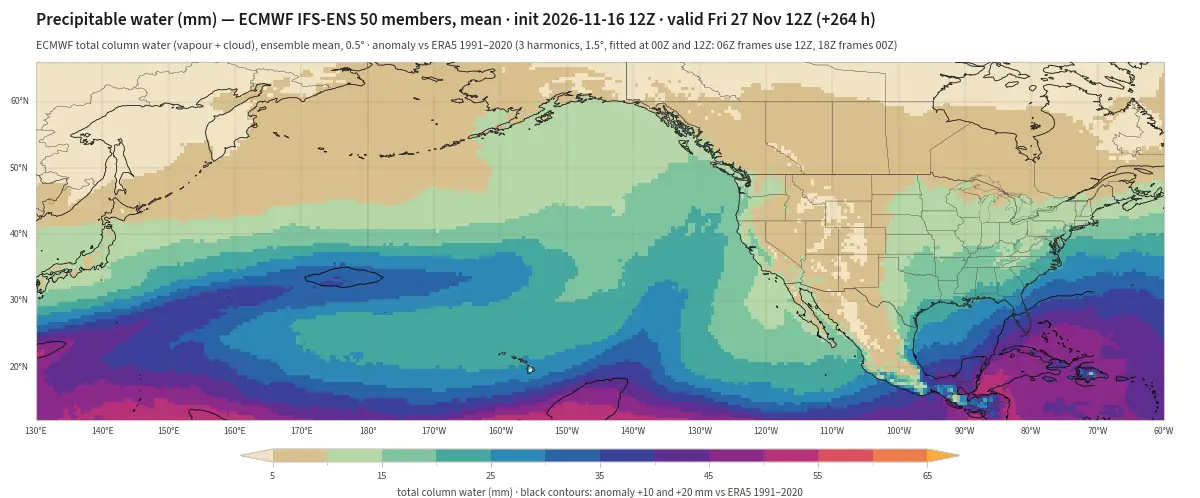 Precipitable water (mm) — ECMWF IFS-ENS 50 members, mean · init 2026-11-16 12Z · valid Fri 27 Nov 12Z (+264 h)
ECMWF total column water (vapour + cloud), ensemble mean, 0.5° · anomaly vs ERA5 1991–2020 (3 harmonics, 1.5°, fitted at 00Z and 12Z: 06Z frames use 12Z, 18Z frames 00Z)
60°N
50°N
40°N
30°N
20°N
130°E 140°E 150°E 160°E 170°E 180° 170°W 160°W 150°W 140°W 130°W 120°W 110°W 100°W 90°W 80°W 70°W 60°W
5 15 25 35 45 55 65
total column water (mm) · black contours: anomaly +10 and +20 mm vs ERA5 1991–2020